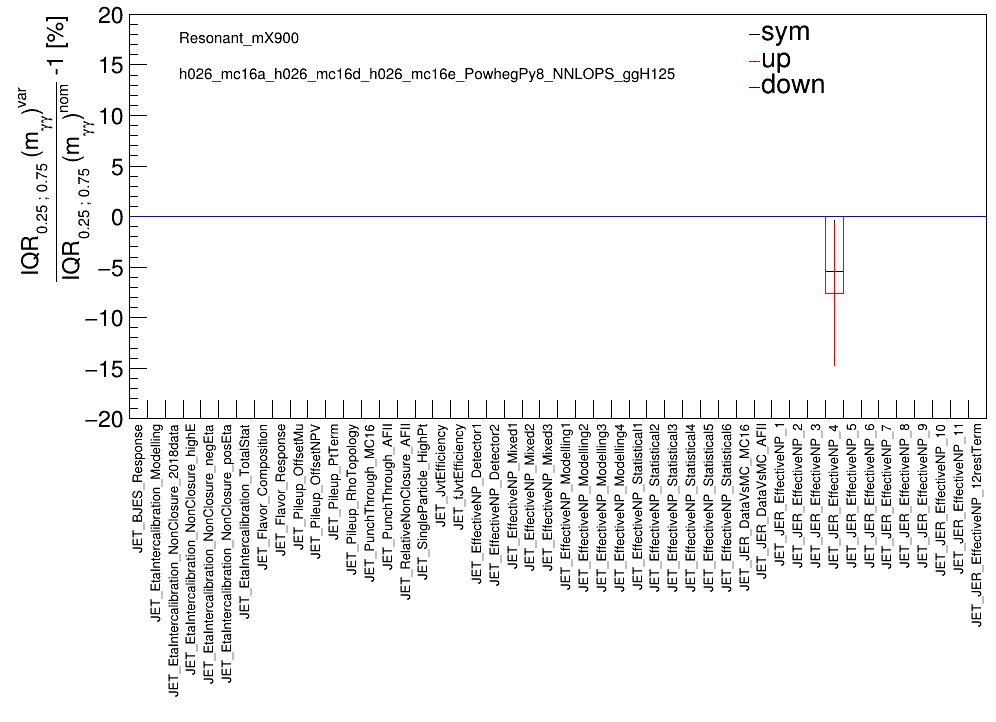 IQR0.25 ; 0.75 (mγγ)var
IQR0.25 ; 0.75 (mγγ)nom
-1 [%]
20
15
10
5
0
−5
−10
−15
−20
Resonant_mX900
h026_mc16a_h026_mc16d_h026_mc16e_PowhegPy8_NNLOPS_ggH125
sym
up
down
JET_BJES_Response
JET_EtaIntercalibration_Modelling
JET_EtaIntercalibration_NonClosure_2018data
JET_EtaIntercalibration_NonClosure_highE
JET_EtaIntercalibration_NonClosure_negEta
JET_EtaIntercalibration_NonClosure_posEta
JET_EtaIntercalibration_TotalStat
JET_Flavor_Composition
JET_Flavor_Response
JET_Pileup_OffsetMu
JET_Pileup_OffsetNPV
JET_Pileup_PtTerm
JET_Pileup_RhoTopology
JET_PunchThrough_MC16
JET_PunchThrough_AFII
JET_RelativeNonClosure_AFII
JET_SingleParticle_HighPt
JET_JvtEfficiency
JET_fJvtEfficiency
JET_EffectiveNP_Detector1
JET_EffectiveNP_Detector2
JET_EffectiveNP_Mixed1
JET_EffectiveNP_Mixed2
JET_EffectiveNP_Mixed3
JET_EffectiveNP_Modelling1
JET_EffectiveNP_Modelling2
JET_EffectiveNP_Modelling3
JET_EffectiveNP_Modelling4
JET_EffectiveNP_Statistical1
JET_EffectiveNP_Statistical2
JET_EffectiveNP_Statistical3
JET_EffectiveNP_Statistical4
JET_EffectiveNP_Statistical5
JET_EffectiveNP_Statistical6
JET_JER_DataVsMC_MC16
JET_JER_DataVsMC_AFII
JET_JER_EffectiveNP_1
JET_JER_EffectiveNP_2
JET_JER_EffectiveNP_3
JET_JER_EffectiveNP_4
JET_JER_EffectiveNP_5
JET_JER_EffectiveNP_6
JET_JER_EffectiveNP_7
JET_JER_EffectiveNP_8
JET_JER_EffectiveNP_9
JET_JER_EffectiveNP_10
JET_JER_EffectiveNP_11
JET_JER_EffectiveNP_12restTerm